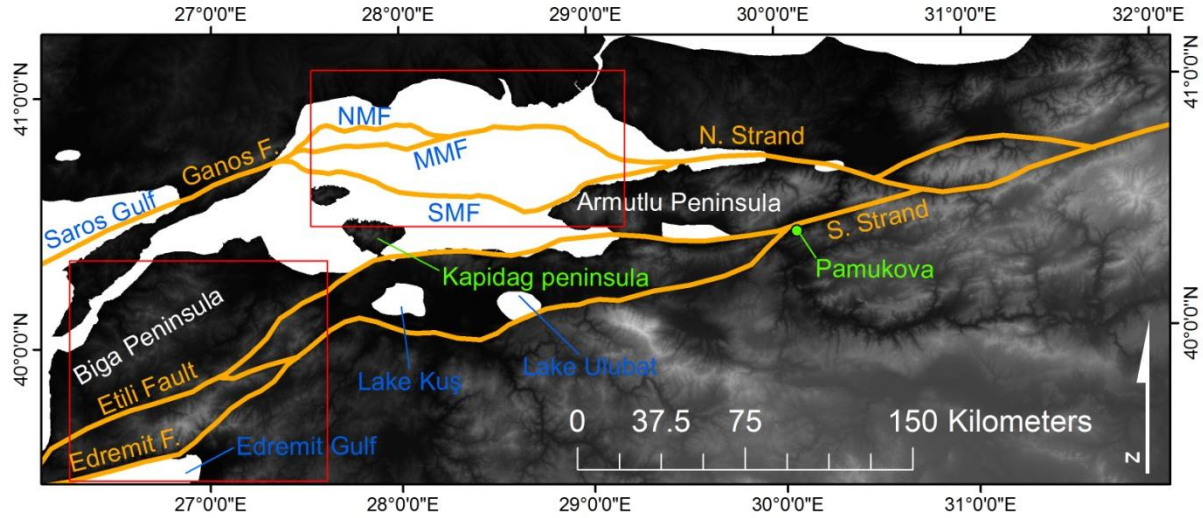 27°0'0"E 28°0'0"E 29°0'0"E 30°0'0"E 31°0'0"E 32°0'0"E
41°0'0"N
41°0'0"N
NMF
MMF
N. Strand
Ganos F.
Saros Gulf
SMF
Armutlu Peninsula
S. Strand
Kapidag peninsula
Pamukova
Biga Peninsula
40°0'0"N
40°0'0"N
Etili Fault
Lake Kuş
Lake Ulubat
Edremit F.
Edremit Gulf
0 37.5 75 150 Kilometers
N
27°0'0"E 28°0'0"E 29°0'0"E 30°0'0"E 31°0'0"E